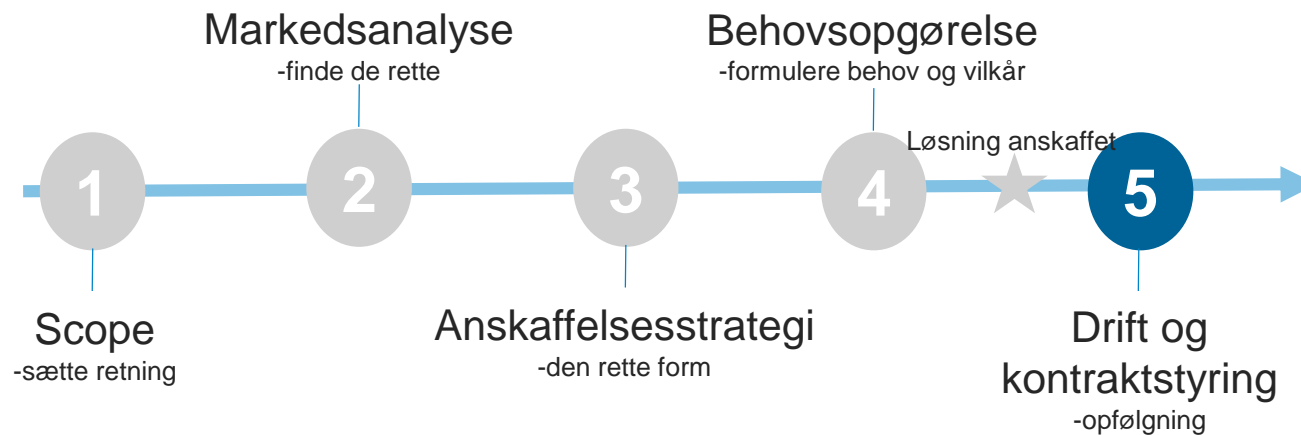 Markedsanalyse
-finde de rette
Behovsopgørelse
-formulere behov og vilkår
Løsning anskaffet
1
2
3
4
5
Scope
-sætte retning
Anskaffelsesstrategi
-den rette form
Drift og
kontraktstyring
-opfølgning